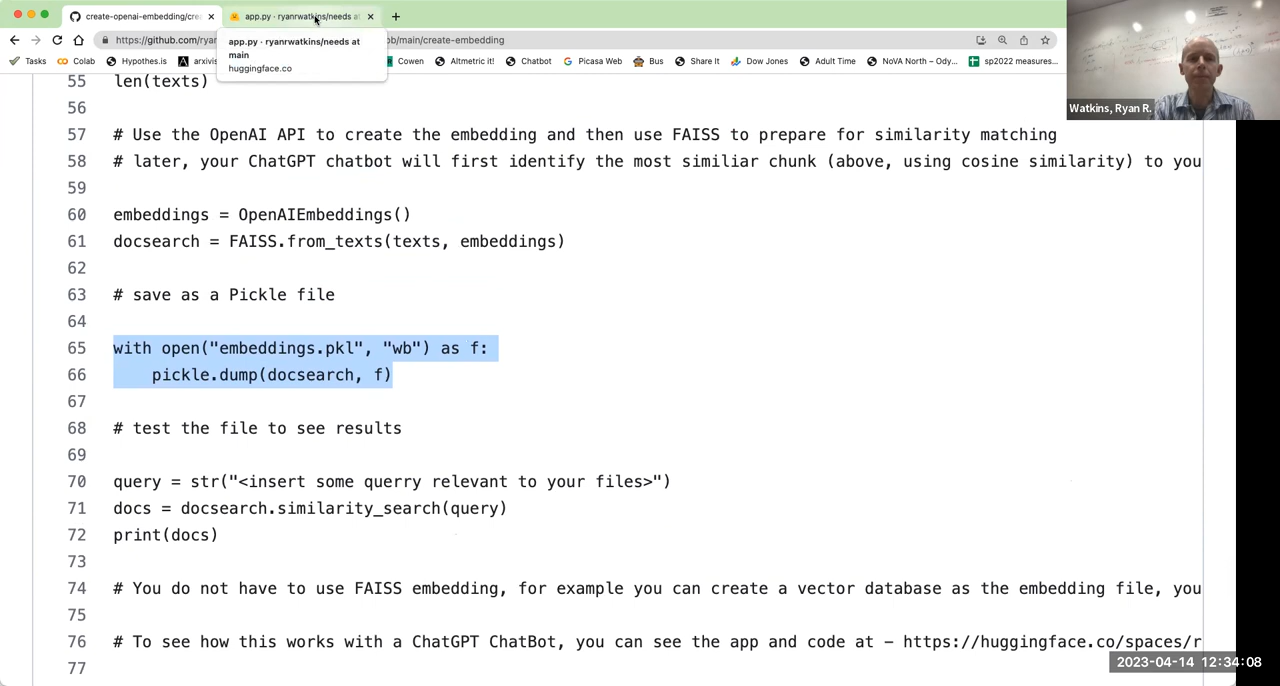 create-openai-embedding/crea
app.py · ryanrwatkins/needs at
https://github.com/ryan
b/main/create-embedding
app.py · ryanrwatkins/needs at
main
huggingface.co
Tasks
Colab
Hypothes.is
arxivis
Cowen
Altmetric it!
Chatbot
Picasa Web
Bus
Share It
Dow Jones
Adult Time
NoVA North – Oty...
sp2022 measures...
Watkins, Ryan R.
55 len(texts)
56
57 # Use the OpenAI API to create the embedding and then use FAISS to prepare for similarity matching
58 # later, your ChatGPT chatbot will first identify the most similiar chunk (above, using cosine similarity) to you
59
60 embeddings = OpenAIEmbeddings()
61 docsearch = FAISS.from_texts(texts, embeddings)
62
63 # save as a Pickle file
64
65 with open("embeddings.pkl", "wb") as f:
66 pickle.dump(docsearch, f)
67
68 # test the file to see results
69
70 query = str("<insert some querry relevant to your files>")
71 docs = docsearch.similarity_search(query)
72 print(docs)
73
74 # You do not have to use FAISS embedding, for example you can create a vector database as the embedding file, you
75
76 # To see how this works with a ChatGPT ChatBot, you can see the app and code at – https://huggingface.co/spaces/r
77
2023-04-14 12:34:08